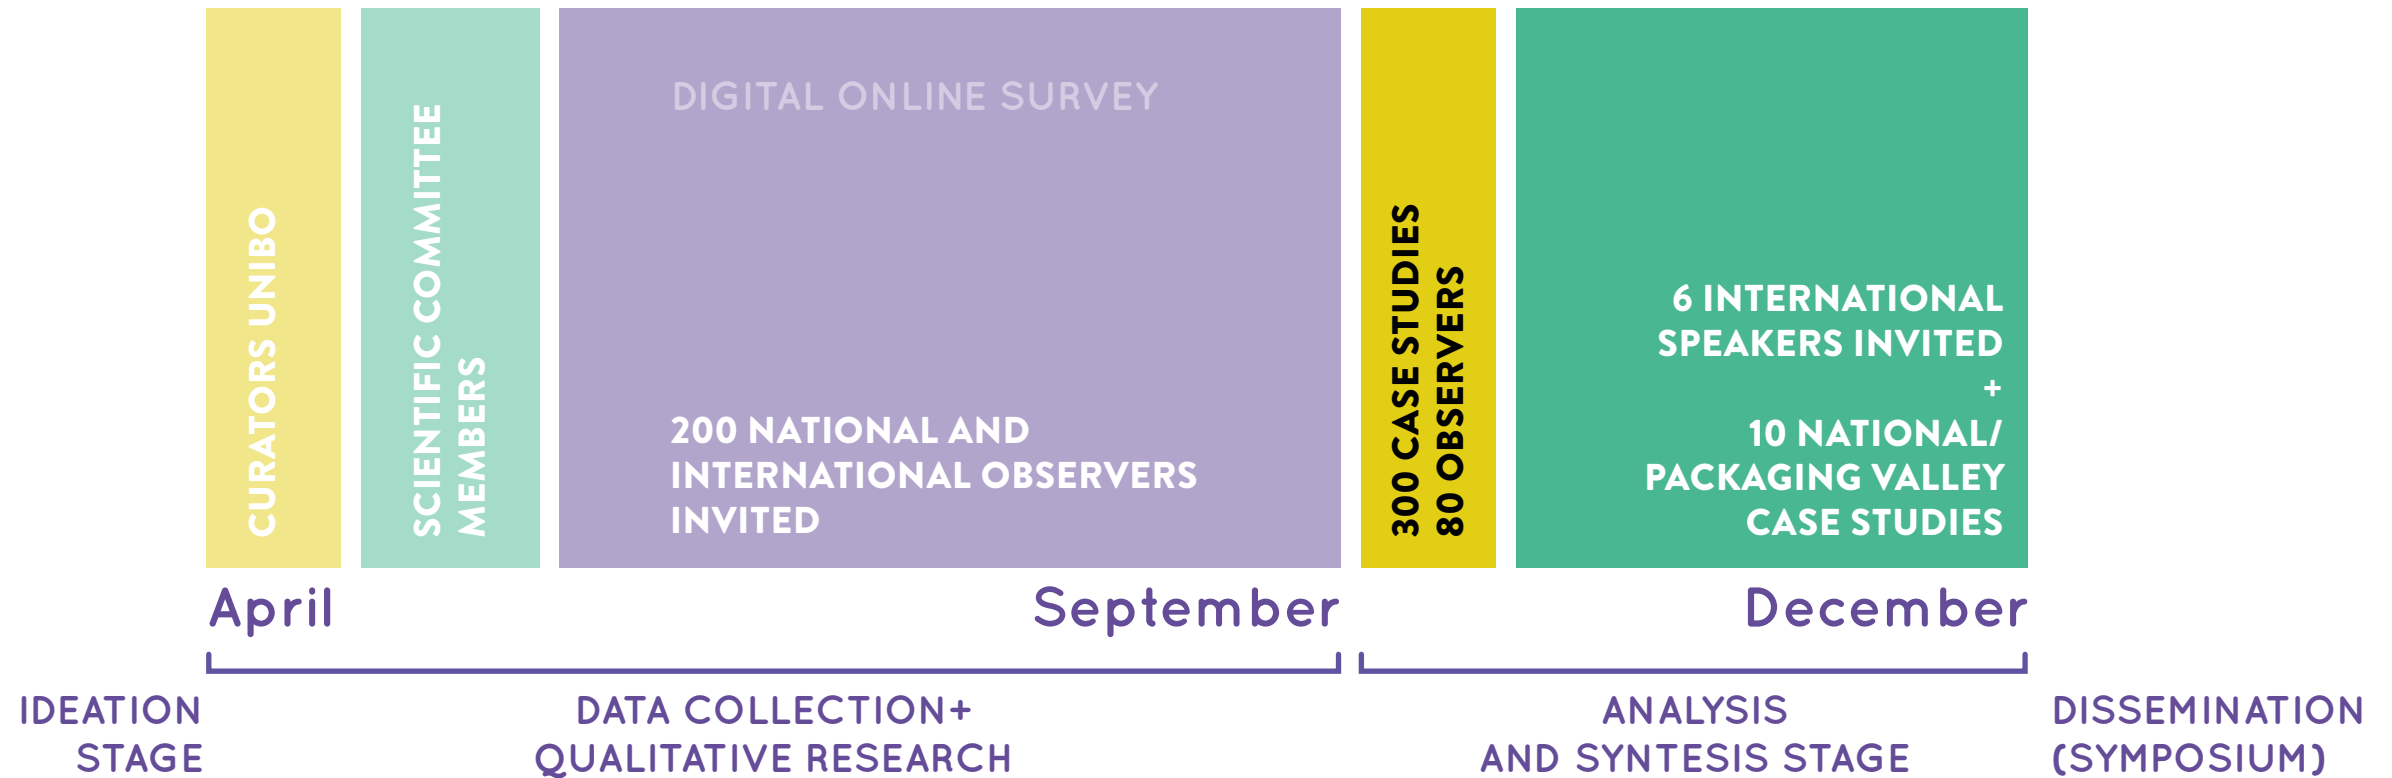 CURATORS UNIBO
SCIENTIFIC COMMITTEE
MEMBERS
DIGITAL ONLINE SURVEY
200 NATIONAL AND
INTERNATIONAL OBSERVERS
INVITED
300 CASE STUDIES
80 OBSERVERS
6 INTERNATIONAL
SPEAKERS INVITED
+
10 NATIONAL/
PACKAGING VALLEY
CASE STUDIES
April
September
December
IDEATION
STAGE
DATA COLLECTION+
QUALITATIVE RESEARCH
ANALYSIS
AND SYNTESIS STAGE
DISSEMINATION
(SYMPOSIUM)